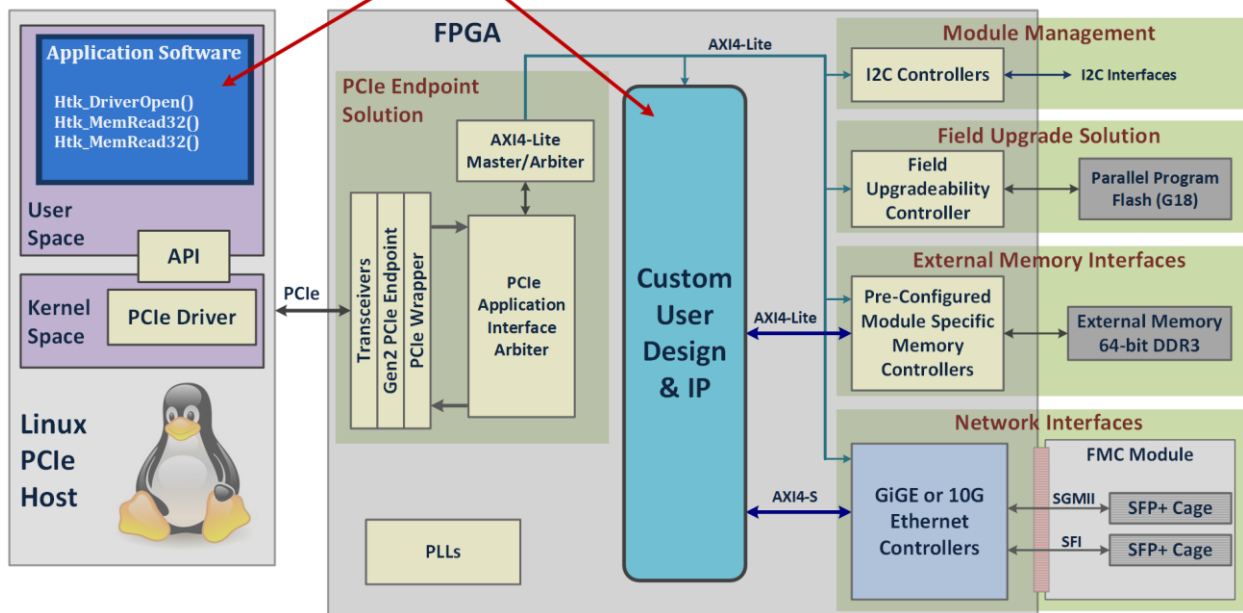 Application Software
Htk_DriverOpen()
Htk_MemRead32()
Htk_MemRead32()
User
Space
API
Kernel
Space
PCIe Driver
Linux
PCIe
Host
PCIe
FPGA
PCIe Endpoint
Solution
AXI4-Lite
Master/Arbiter
Transceivers
Gen2 PCIe Endpoint
PCIe Wrapper
PCIe
Application
Interface
Arbiter
PLLs
AXI4-Lite
Custom
User
Design
& IP
AXI4-Lite
AXI4-S
Module Management
I2C Controllers
I2C Interfaces
Field Upgrade Solution
Field
Upgradeability
Controller
Parallel Program
Flash (G18)
External Memory Interfaces
Pre-Configured
Module Specific
Memory
Controllers
External Memory
64-bit DDR3
Network Interfaces
GiGE or 10G
Ethernet
Controllers
FMC Module
SGMII
SFP+ Cage
SFI
SFP+ Cage